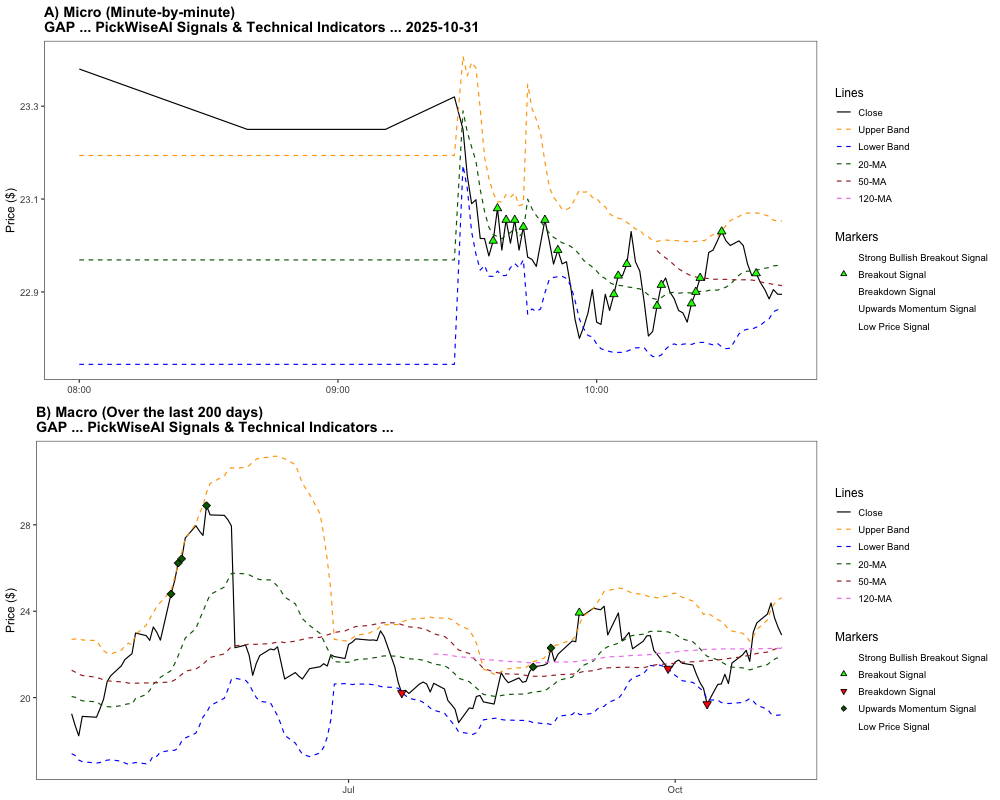 A) Micro (Minute-by-minute)
GAP ... PickWiseAI Signals & Technical Indicators ... 2025-10-31
Price ($)
23.3
23.1
22.9
08:00
09:00
10:00
Lines
Close
Upper Band
Lower Band
20-MA
50-MA
120-MA
Markers
Strong Bullish Breakout Signal
Breakout Signal
Breakdown Signal
Upwards Momentum Signal
Low Price Signal
B) Macro (Over the last 200 days)
GAP ... PickWiseAI Signals & Technical Indicators ...
Price ($)
28
24
20
Jul
Oct
Lines
Close
Upper Band
Lower Band
20-MA
50-MA
120-MA
Markers
Strong Bullish Breakout Signal
Breakout Signal
Breakdown Signal
Upwards Momentum Signal
Low Price Signal